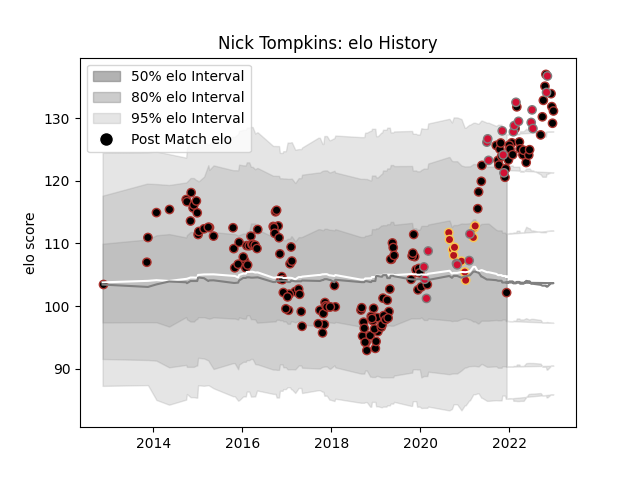 Nick Tompkins: elo History
50% elo Interval
80% elo Interval
95% elo Interval
Post Match elo
elo score
130
120
110
100
90
2014
2016
2018
2020
2022